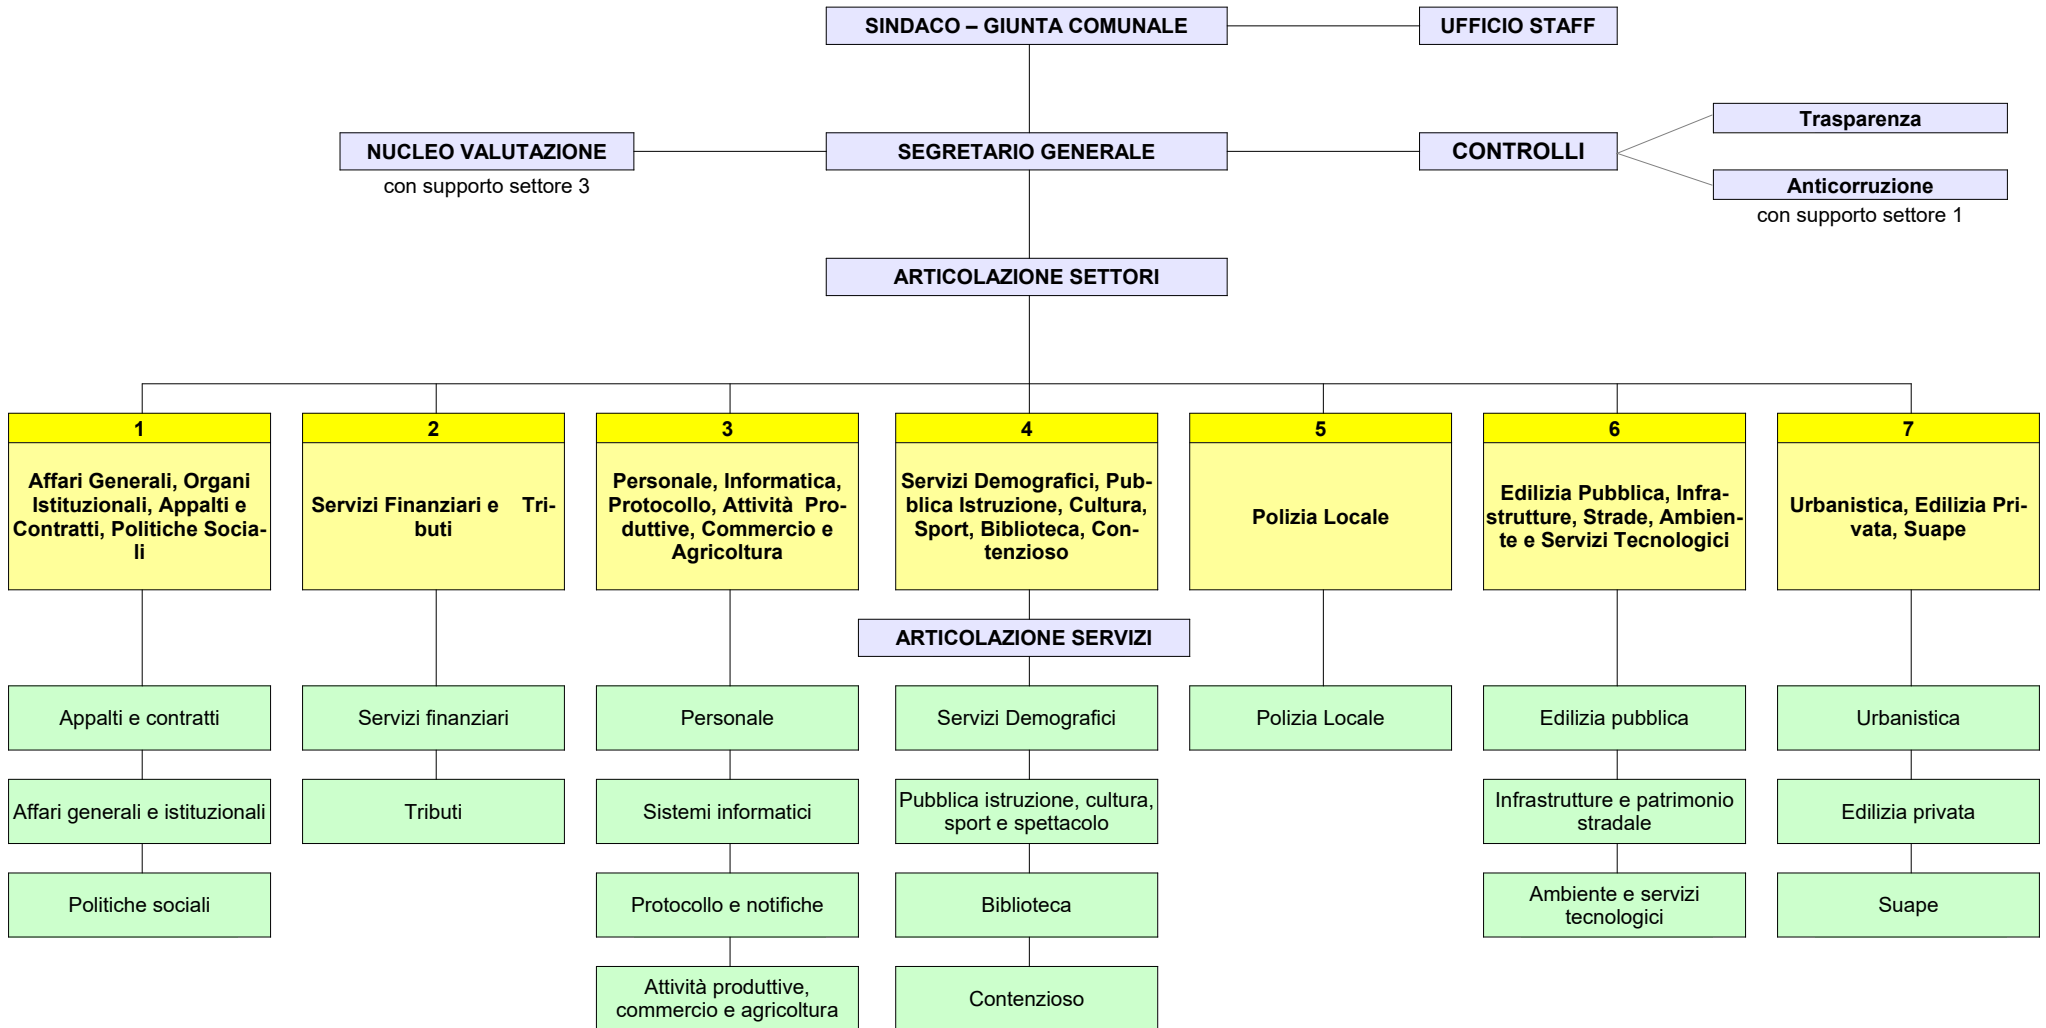 SINDACO – GIUNTA COMUNALE
UFFICIO STAFF
Trasparenza
NUCLEO VALUTAZIONE
SEGRETARIO GENERALE
CONTROLLI
con supporto settore 3
Anticorruzione
con supporto settore 1
ARTICOLAZIONE SETTORI
1
Affari Generali, Organi
Istituzionali, Appalti e
Contratti, Politiche Socia-
li
2
Servizi Finanziari e Tri-
buti
3
Personale, Informatica,
Protocollo, Attività Pro-
duttive, Commercio e
Agricoltura
4
Servizi Demografici, Pub-
blica Istruzione, Cultura,
Sport, Biblioteca, Con-
tenzioso
5
Polizia Locale
6
Edilizia Pubblica, Infra-
strutture, Strade, Ambien-
te e Servizi Tecnologici
7
Urbanistica, Edilizia Pri-
vata, Suape
ARTICOLAZIONE SERVIZI
Appalti e contratti
Servizi finanziari
Personale
Servizi Demografici
Polizia Locale
Edilizia pubblica
Urbanistica
Affari generali e istituzionali
Tributi
Sistemi informatici
Pubblica istruzione, cultura,
sport e spettacolo
Infrastrutture e patrimonio
stradale
Edilizia privata
Politiche sociali
Protocollo e notifiche
Biblioteca
Ambiente e servizi
tecnologici
Suape
Attività produttive,
commercio e agricoltura
Contenzioso